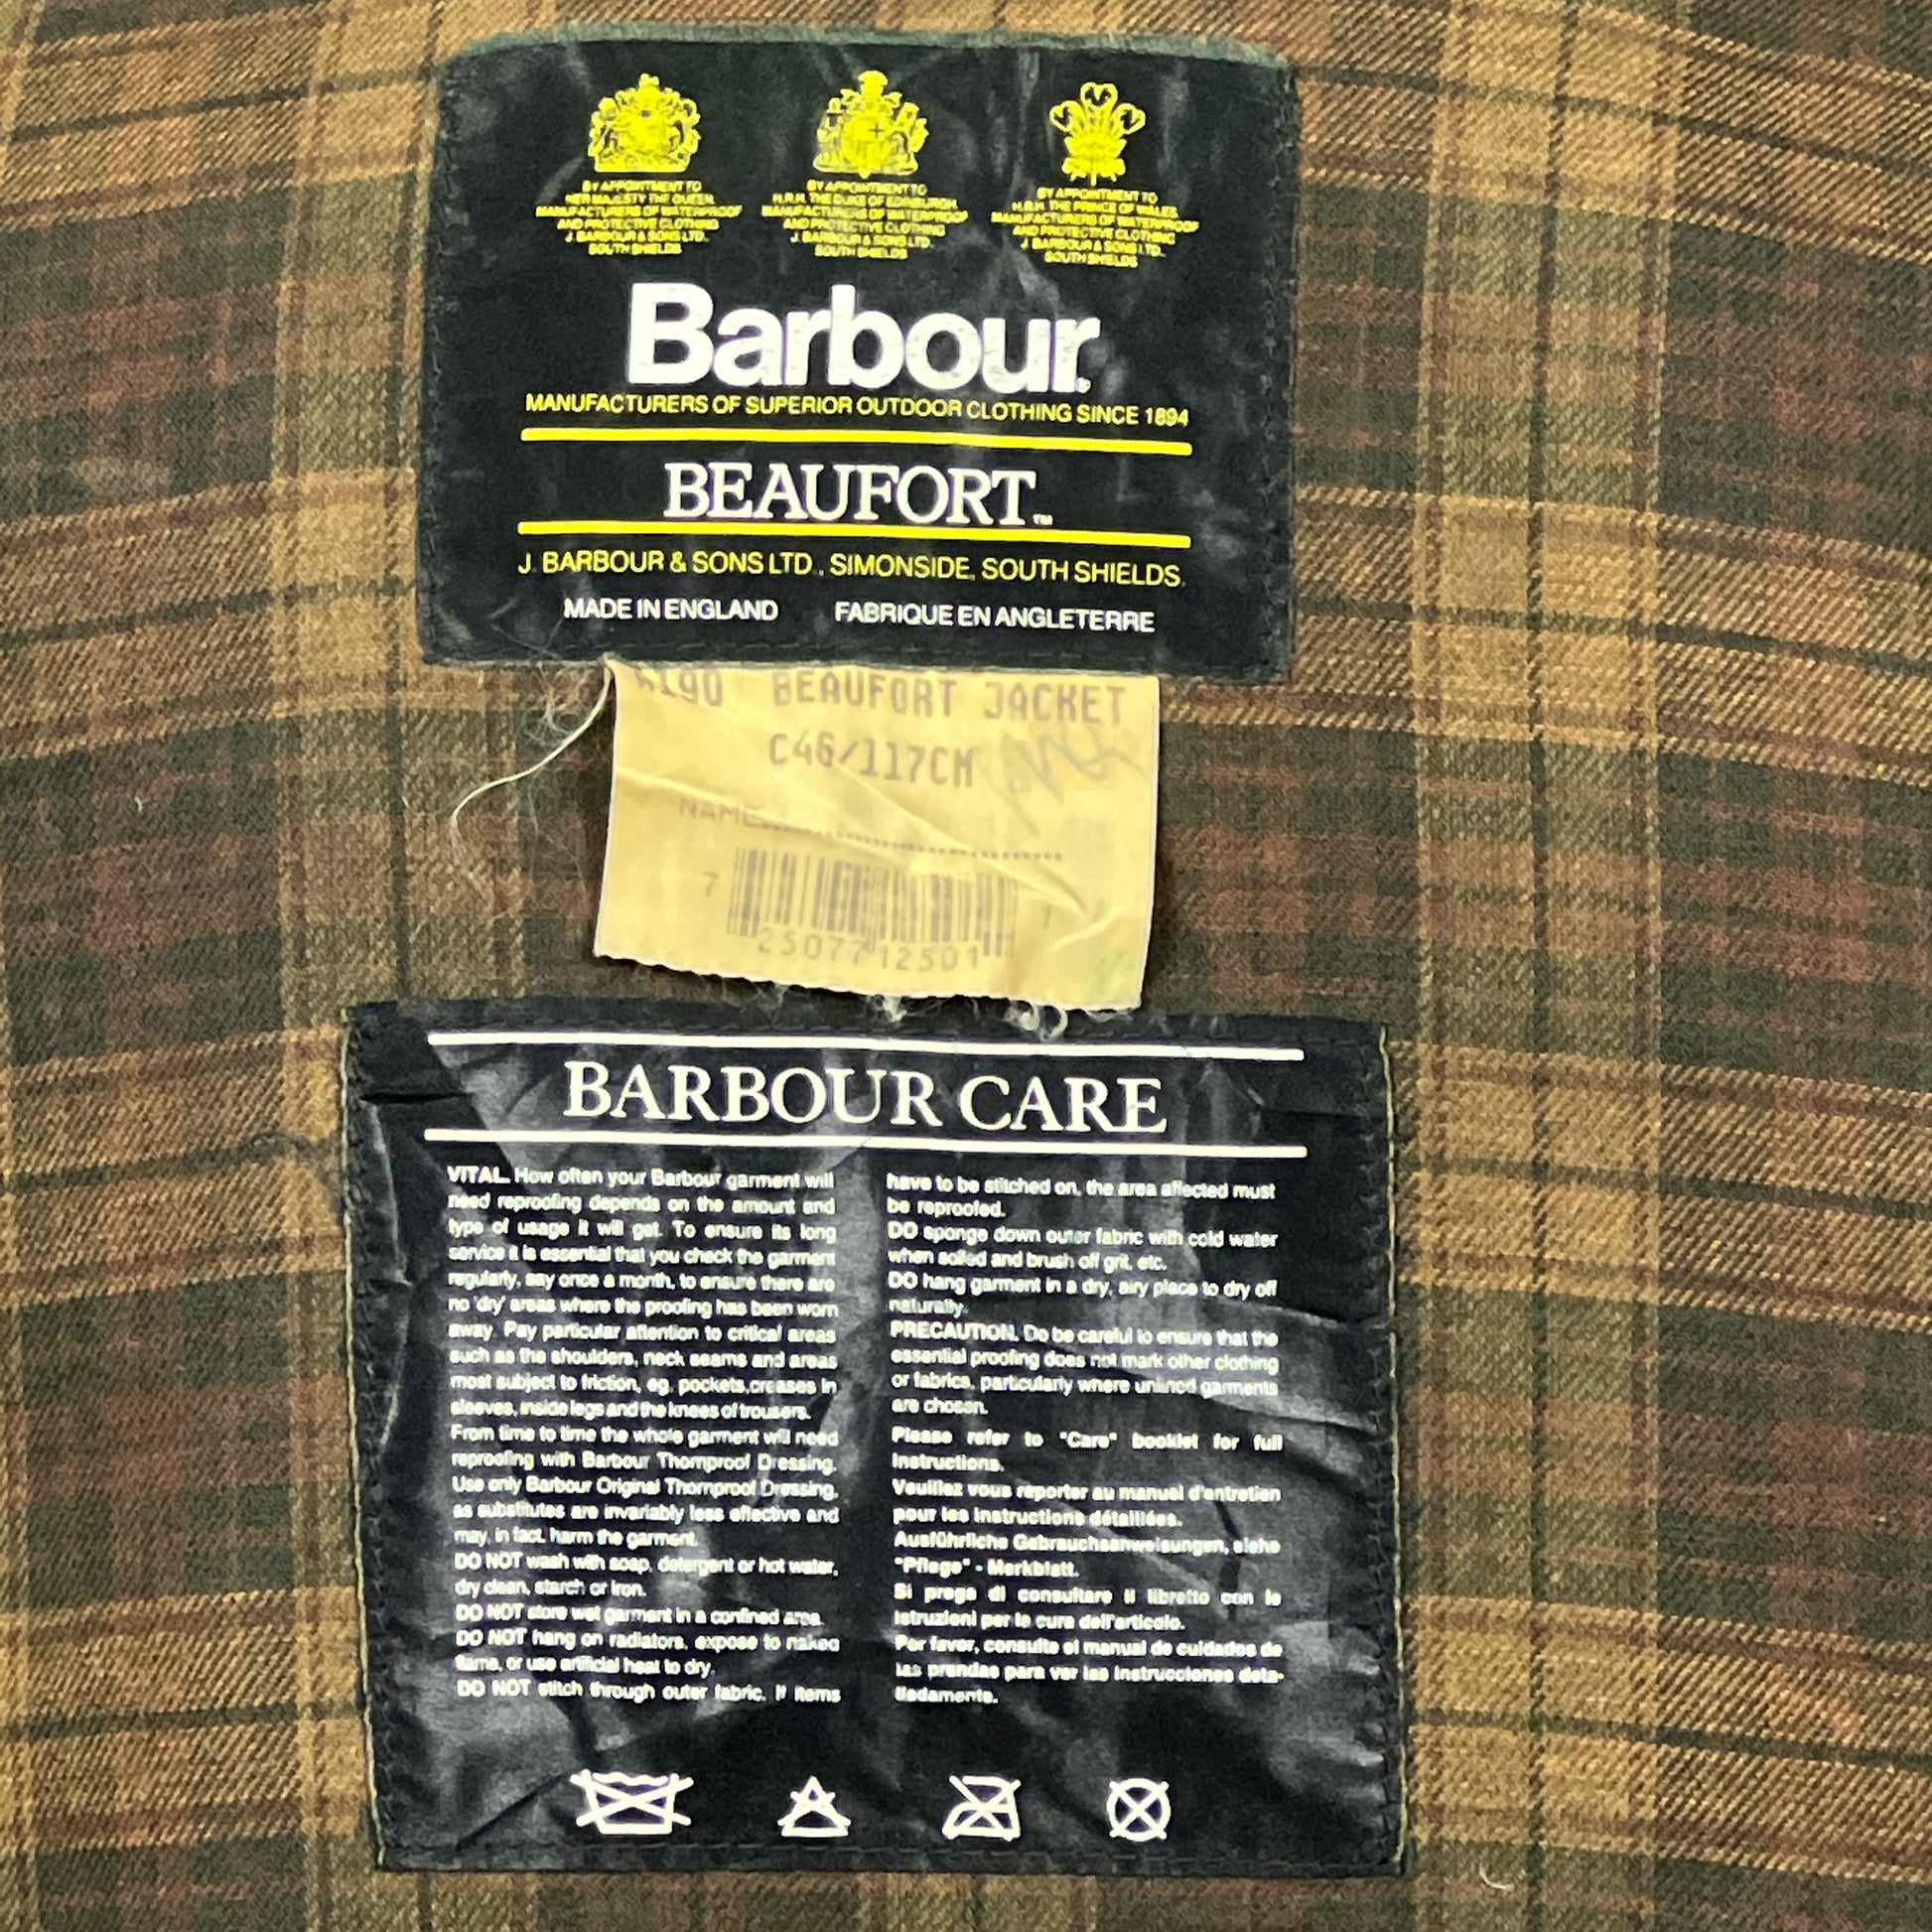 BY APPOINTMENT TO
HER MAJESTY THE QUEEN
MANUFACTURERS OF WATERPROOF
AND PROTECTIVE CLOTHING
J. BARBOUR & SONS LTD.,
SOUTH SHIELDS
BY APPOINTMENT TO
H.R.H. THE DUKE OF EDINBURGH
MANUFACTURERS OF WATERPROOF
AND PROTECTIVE CLOTHING
J. BARBOUR & SONS LTD.
SOUTH SHIELDS
BY APPOINTMENT TO
H.R.H. THE PRINCE OF WALES
MANUFACTURERS OF WATERPROOF
AND PROTECTIVE CLOTHING
J. BARBOUR & SONS LTD.
SOUTH SHIELDS
Barbour®
MANUFACTURERS OF SUPERIOR OUTDOOR CLOTHING SINCE 1894
BEAUFORT™
J. BARBOUR & SONS LTD., SIMONSIDE, SOUTH SHIELDS.
MADE IN ENGLAND FABRIQUE EN ANGLETERRE
BEAUFORT JACKET
C46/117CM
NAME
7 25077 12501 1
BARBOUR CARE
VITAL. How often your Barbour garment will
need reproofing depends on the amount and
type of usage it will get. To ensure its long
service it is essential that you check the garment
regularly, say once a month, to ensure there are
no 'dry' areas where the proofing has been worn
away. Pay particular attention to critical areas
such as the shoulders, neck seams and areas
most subject to friction, eg. pockets,creases in
sleeves, inside legs and the knees of trousers.
From time to time the whole garment will need
reproofing with Barbour Thornproof Dressing.
Use only Barbour Original Thornproof Dressing,
as substitutes are invariably less effective and
may, in fact, harm the garment.
DO NOT wash with soap, detergent or hot water,
dry clean, starch or iron.
DO NOT store wet garment in a confined area.
DO NOT hang on radiators, expose to naked
flame, or use artificial heat to dry.
DO NOT stitch through outer fabric. If items
have to be stitched on, the area affected must
be reproofed.
DO sponge down outer fabric with cold water
when soiled and brush off grit, etc.
DO hang garment in a dry, airy place to dry off
naturally.
PRECAUTION. Do be careful to ensure that the
essential proofing does not mark other clothing
or fabrics, particularly where unlined garments
are chosen.
Please refer to "Care" booklet for full
instructions.
Veuillez vous reporter au manuel d'entretien
pour les instructions détaillées.
Ausführliche Gebrauchsanweisungen, siehe
"Pflege" - Merkblatt.
Si prega di consultare il libretto con le
istruzioni per la cura dell'articolo.
Por favor, consulte el manual de cuidados de
las prendas para ver las instrucciones deta-
lladamente.